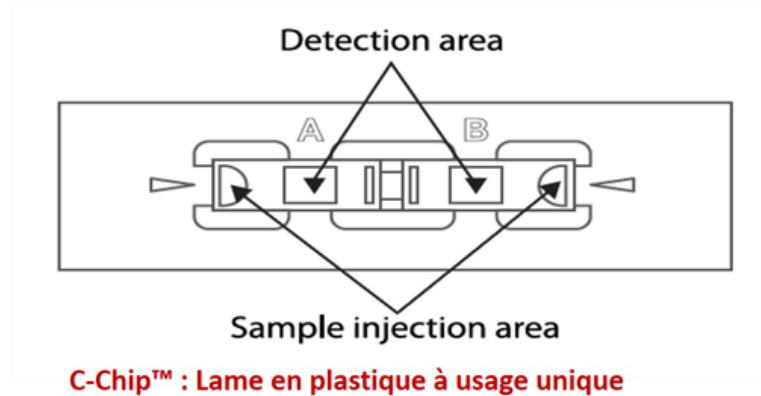 Detection area
A B
Sample injection area
C-Chip™ : Lame en plastique à usage unique